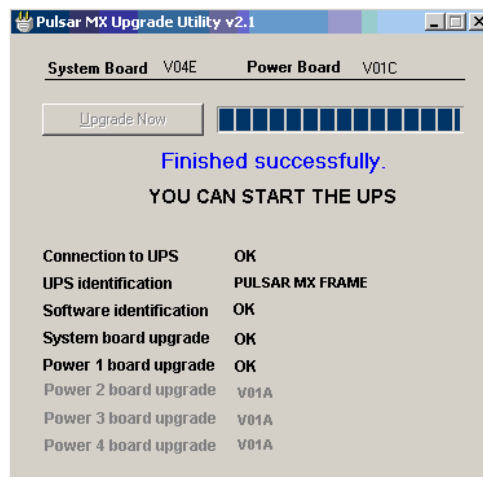 Pulsar MX Upgrade Utility v2.1
System Board V04E Power Board V01C
Upgrade Now
Finished successfully.
YOU CAN START THE UPS
Connection to UPS OK
UPS identification PULSAR MX FRAME
Software identification OK
System board upgrade OK
Power 1 board upgrade OK
Power 2 board upgrade V01A
Power 3 board upgrade V01A
Power 4 board upgrade V01A